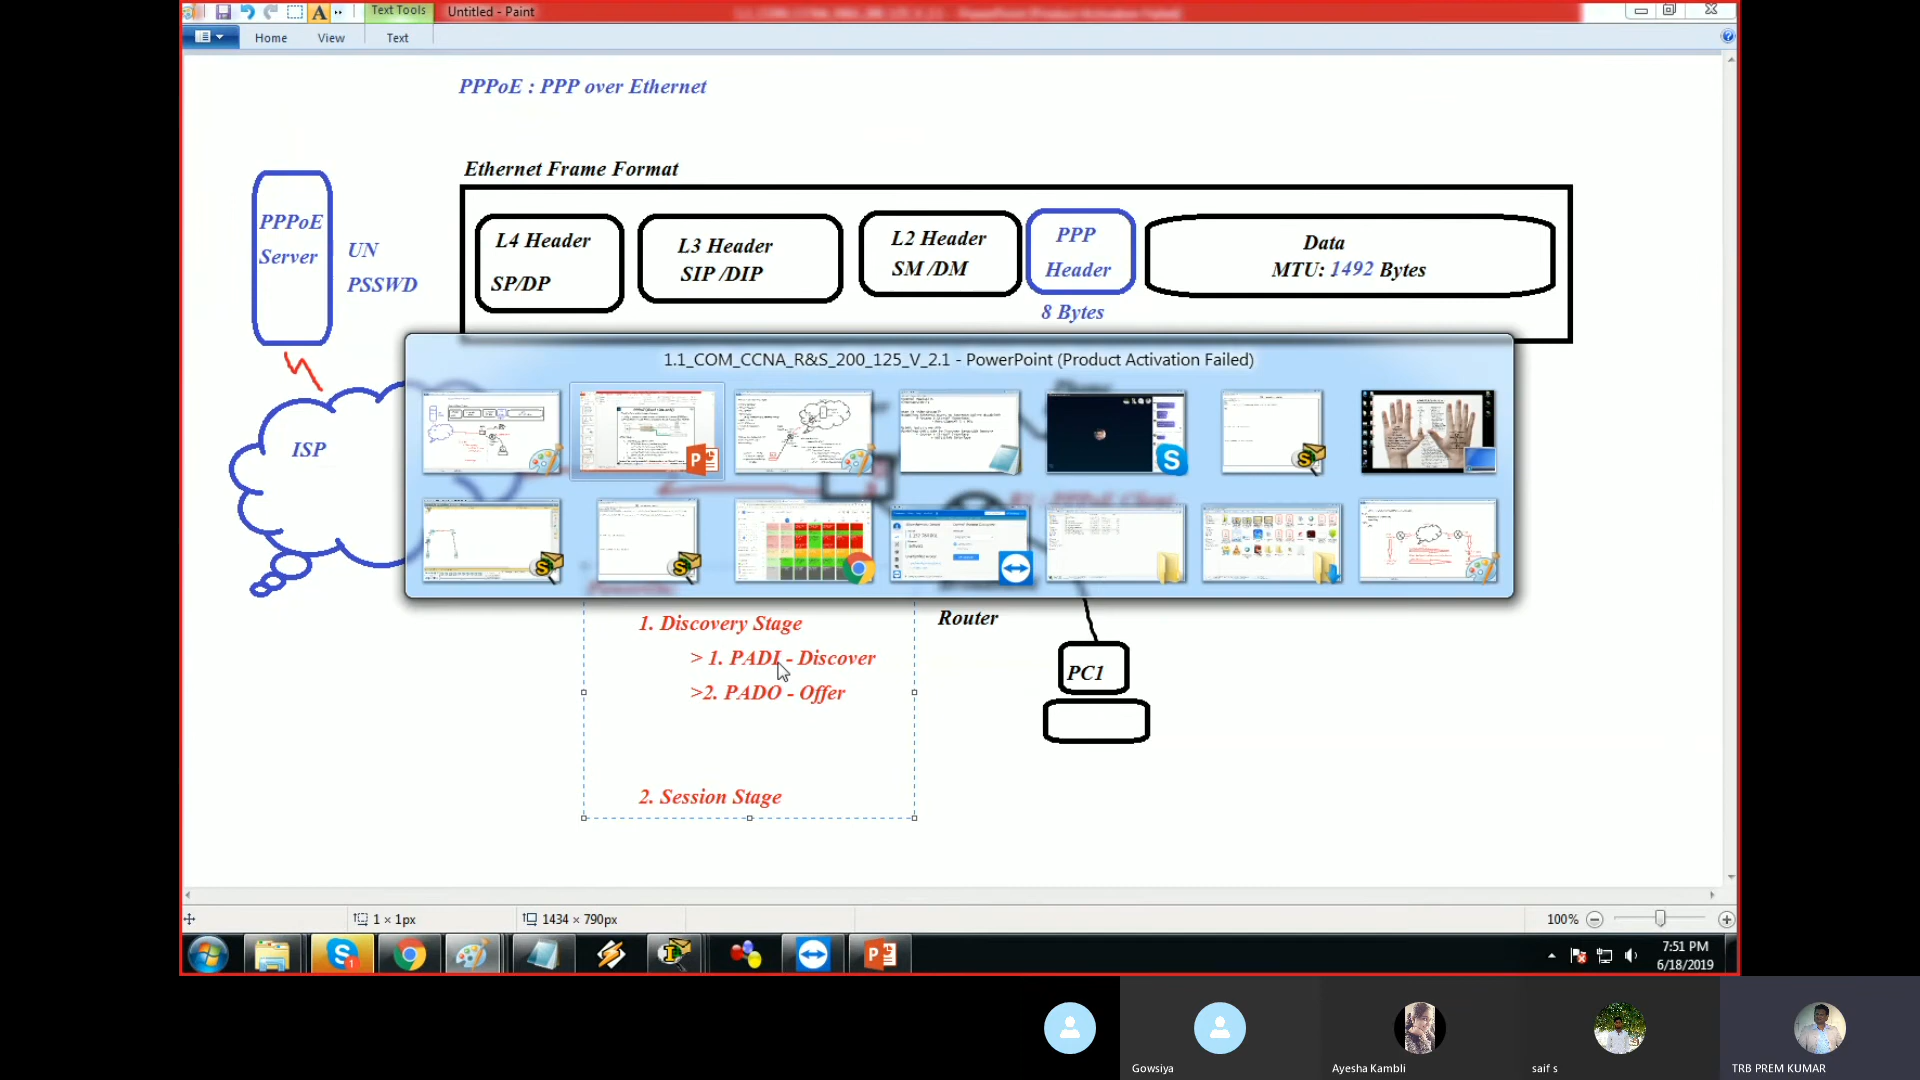 Text Tools
Untitled - Paint
Home
View
Text
PPPoE : PPP over Ethernet
Ethernet Frame Format
PPPoE
Server
UN
PSSWD
L4 Header
SP/DP
L3 Header
SIP /DIP
L2 Header
SM /DM
PPP
Header
8 Bytes
Data
MTU: 1492 Bytes
1.1_COM_CCNA_R&S_200_125_V_2.1 - PowerPoint (Product Activation Failed)
ISP
Router
1. Discovery Stage
> 1. PADI - Discover
>2. PADO - Offer
2. Session Stage
PC1
1 × 1px
1434 × 790px
100%
7:51 PM
6/18/2019
Gowsiya
Ayesha Kambli
saif s
TRB PREM KUMAR